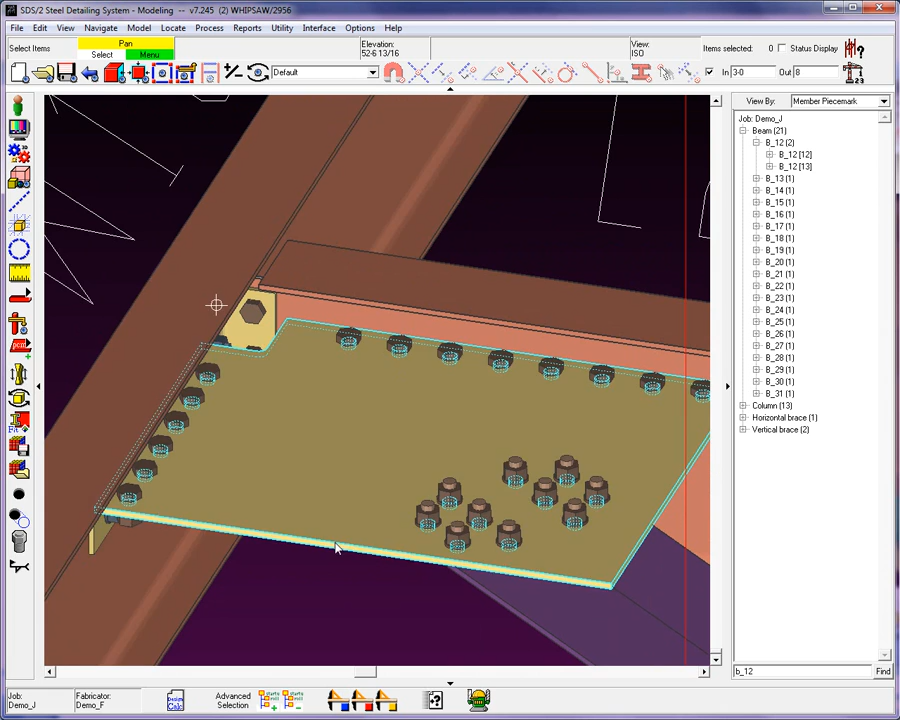 SDS/2 Steel Detailing System - Modeling -- v7.245 (2) WHIPSAW/2956
File Edit View Navigate Model Locate Process Reports Utility Interface Options Help
Select Items
Pan
Select Menu
Elevation:
52-6 13/16
View:
ISO
Items selected: 0
Status Display
Default
In 3-0
Out 8
123
View By: Member Piecemark
Job: Demo_J
Beam (21)
B_12 (2)
B_12 [12]
B_12 [13]
B_13 (1)
B_14 (1)
B_15 (1)
B_16 (1)
B_17 (1)
B_18 (1)
B_19 (1)
B_20 (1)
B_21 (1)
B_22 (1)
B_23 (1)
B_24 (1)
B_25 (1)
B_26 (1)
B_27 (1)
B_28 (1)
B_29 (1)
B_30 (1)
B_31 (1)
Column (13)
Horizontal brace (1)
Vertical brace (2)
b_12
Find
Job:
Demo_J
Fabricator:
Demo_F
Design
Calc
Advanced
Selection